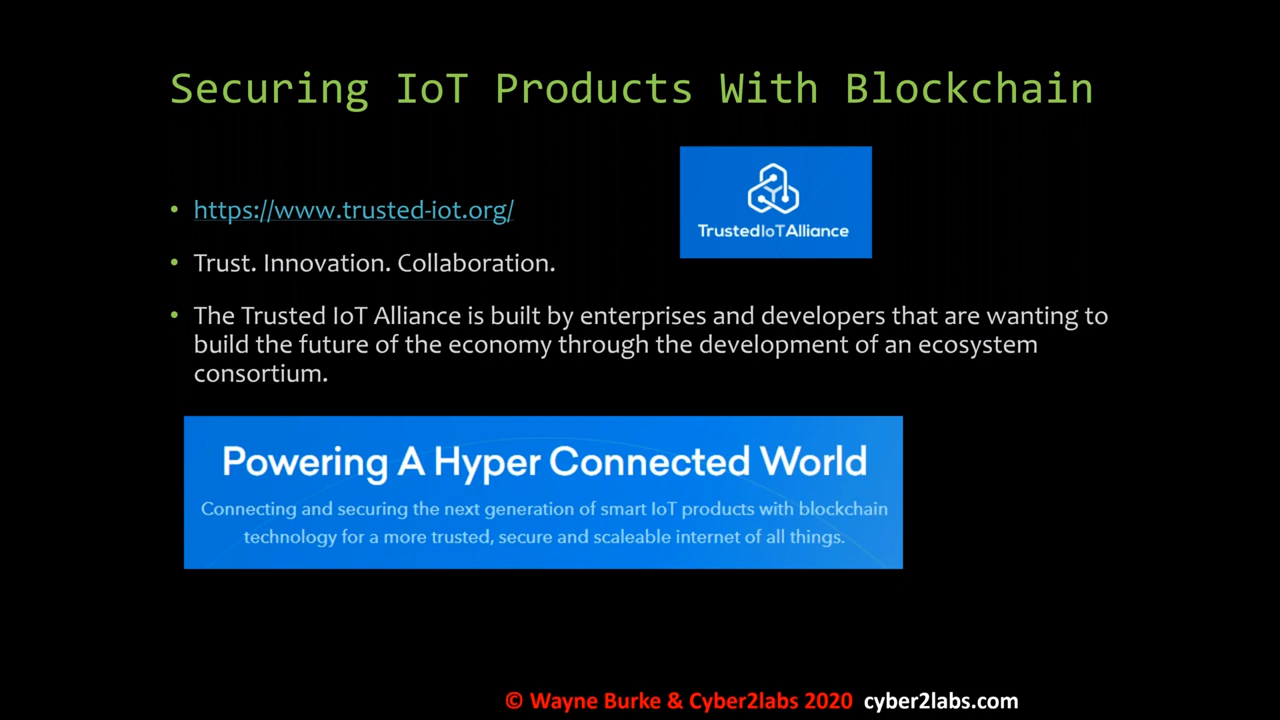 Securing IoT Products With Blockchain
TrustedIoTAlliance
• https://www.trusted-iot.org/
• Trust. Innovation. Collaboration.
• The Trusted IoT Alliance is built by enterprises and developers that are wanting to
build the future of the economy through the development of an ecosystem
consortium.
Powering A Hyper Connected World
Connecting and securing the next generation of smart IoT products with blockchain
technology for a more trusted, secure and scaleable internet of all things.
© Wayne Burke & Cyber2labs 2020 cyber2labs.com